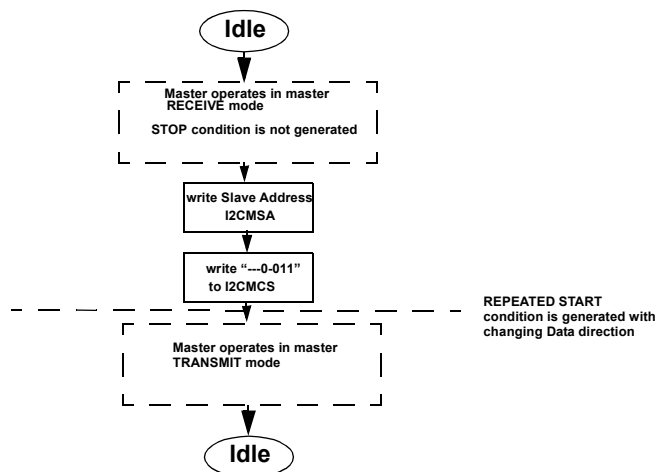 Idle
Master operates in master
RECEIVE mode
STOP condition is not generated
write Slave Address
I2CMSA
write “---0-011”
to I2CMCS
REPEATED START
condition is generated with
changing Data direction
Master operates in master
TRANSMIT mode
Idle